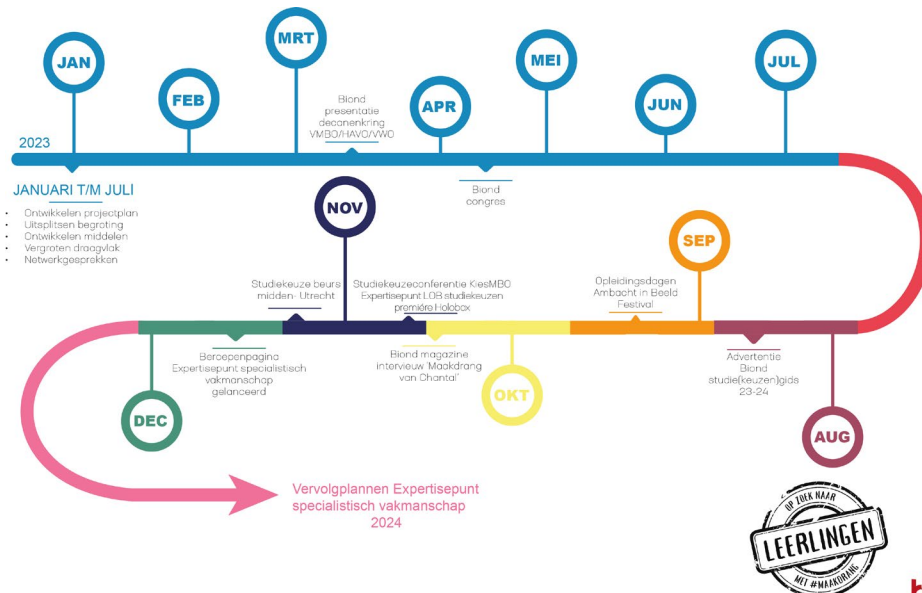 JAN
FEB
MRT
APR
MEI
JUN
JUL
2023
Biond
presentatie
decanenkring
VMBO/HAVO/VWO
Biond
congres
JANUARI T/M JULI
• Ontwikkelen projectplan
• Uitsplitsen begroting
• Ontwikkelen middelen
• Vergroten draagvlak
• Netwerkgesprekken
NOV
SEP
Studiekeuze beurs
midden- Utrecht
Studiekeuzeconferentie KiesMBO
Expertisepunt LOB studiekeuzen
première Holobox
Opleidingsdagen
Ambacht in Beeld
Festival
Beroepenpagina
Expertisepunt specialistisch
vakmanschap
gelanceerd
Biond magazine
interview 'Maakdrang
van Chantal'
Advertentie
Biond
studie(keuzen)gids
23-24
DEC
OKT
AUG
Vervolgplannen Expertisepunt
specialistisch vakmanschap
2024
OP ZOEK NAAR
LEERLINGEN
MET #MAAKDRANG